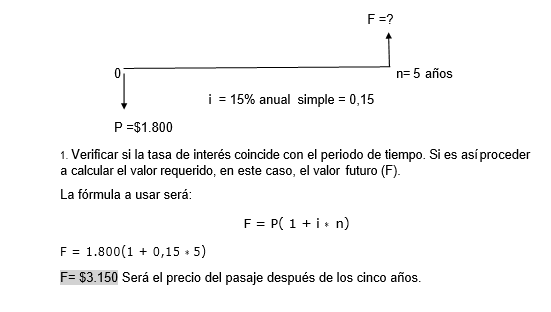 F =?
0
n= 5 años
i = 15% anual simple = 0,15
P =$1.800
1. Verificar si la tasa de interés coincide con el periodo de tiempo. Si es así proceder
a calcular el valor requerido, en este caso, el valor futuro (F).
La fórmula a usar será:
F = P( 1 + i * n)
F = 1.800(1 + 0,15 * 5)
F= $3.150 Será el precio del pasaje después de los cinco años.